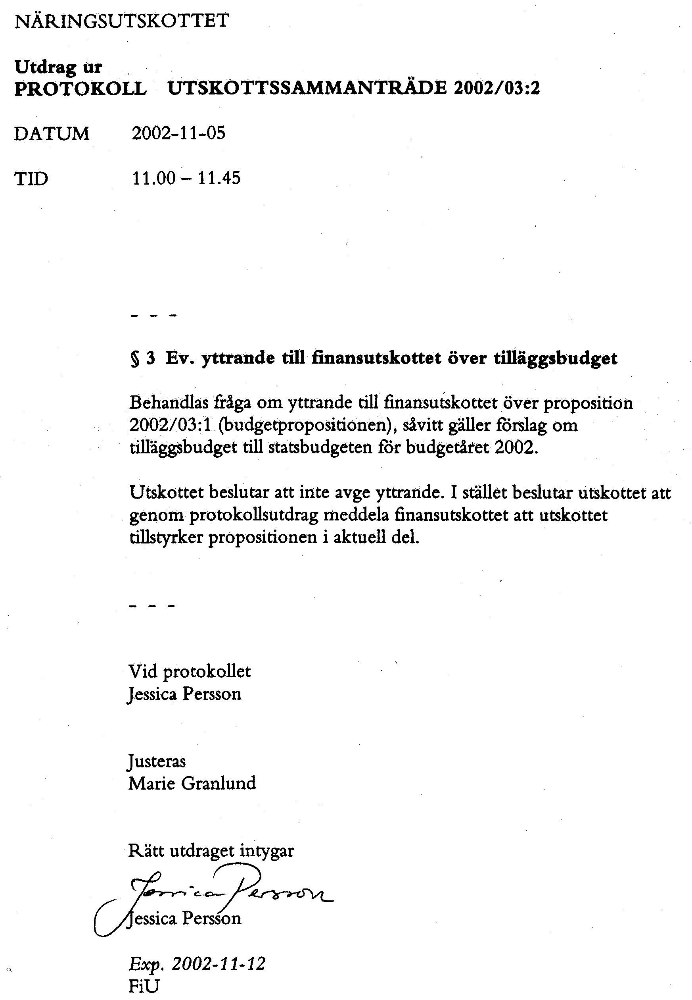 NÄRINGSUTSKOTTET
Utdrag ur
PROTOKOLL UTSKOTTSSAMMANTRÄDE 2002/03:2
DATUM 2002-11-05
TID 11.00 – 11.45
- - -
§ 3 Ev. yttrande till finansutskottet över tilläggsbudget
Behandlas fråga om yttrande till finansutskottet över proposition
2002/03:1 (budgetpropositionen), såvitt gäller förslag om
tilläggsbudget till statsbudgeten för budgetåret 2002.
Utskottet beslutar att inte avge yttrande. I stället beslutar utskottet att
genom protokollsutdrag meddela finansutskottet att utskottet
tillstyrker propositionen i aktuell del.
- - -
Vid protokollet
Jessica Persson
Justeras
Marie Granlund
Rätt utdraget intygar
Jessica Persson
Jessica Persson
Exp. 2002-11-12
FiU